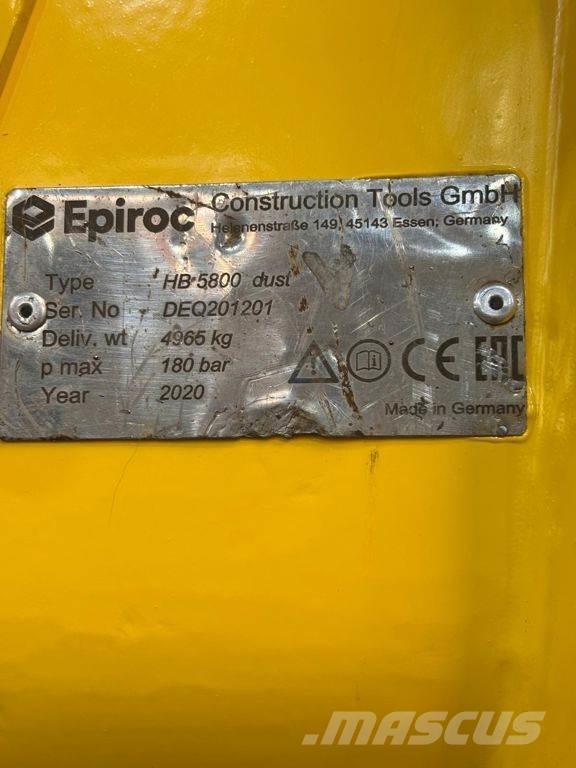 Epiroc Construction Tools GmbH
Helenenstraße 149, 45143 Essen, Germany
Type HB 5800 dust
Ser. No DEQ201201
Deliv. wt 4965 kg
p max 180 bar
Year 2020
CE EAC
Made in Germany
MASCUS